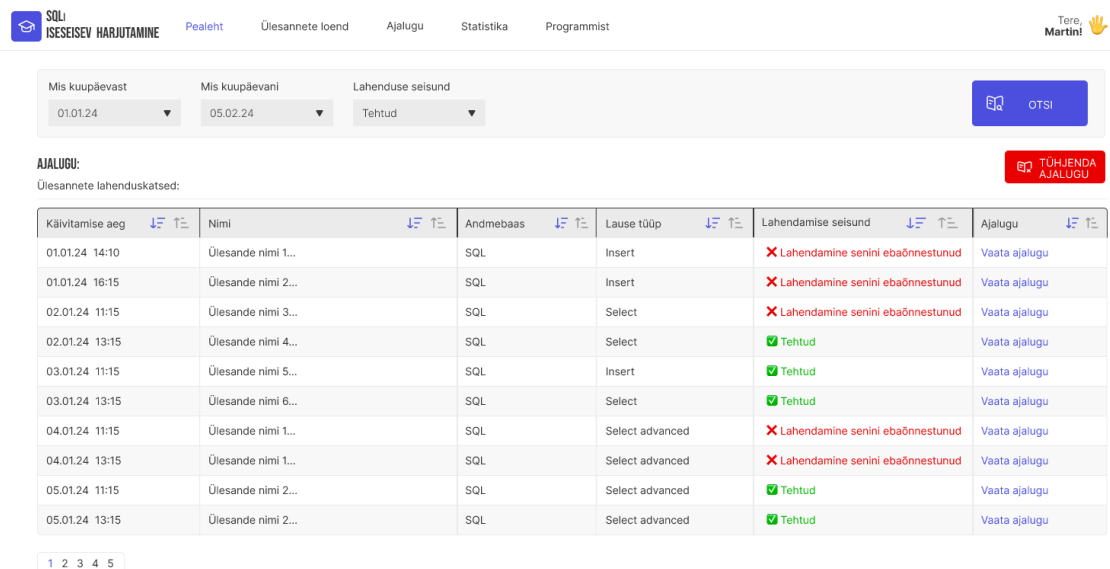 SQL:
ISESEISEV HARJUTAMINE
Pealeht Ülesannete loend Ajalugu Statistika Programmist
Tere,
Martin!
Mis kuupäevast Mis kuupäevani Lahenduse seisund
01.01.24 05.02.24 Tehtud
OTSI
AJALUGU:
TÜHJENDA
AJALUGU
Ülesannete lahenduskatsed:
Käivitamise aeg Nimi Andmebaas Lause tüüp Lahendamise seisund Ajalugu
01.01.24 14:10 Ülesande nimi 1... SQL Insert Lahendamine senini ebaõnnestunud Vaata ajalugu
01.01.24 16:15 Ülesande nimi 2... SQL Insert Lahendamine senini ebaõnnestunud Vaata ajalugu
02.01.24 11:15 Ülesande nimi 3... SQL Select Lahendamine senini ebaõnnestunud Vaata ajalugu
02.01.24 13:15 Ülesande nimi 4... SQL Select Tehtud Vaata ajalugu
03.01.24 11:15 Ülesande nimi 5... SQL Insert Tehtud Vaata ajalugu
03.01.24 13:15 Ülesande nimi 6... SQL Select Tehtud Vaata ajalugu
04.01.24 11:15 Ülesande nimi 1... SQL Select advanced Lahendamine senini ebaõnnestunud Vaata ajalugu
04.01.24 13:15 Ülesande nimi 1... SQL Select advanced Lahendamine senini ebaõnnestunud Vaata ajalugu
05.01.24 11:15 Ülesande nimi 2... SQL Select advanced Tehtud Vaata ajalugu
05.01.24 13:15 Ülesande nimi 2... SQL Select advanced Tehtud Vaata ajalugu
1 2 3 4 5